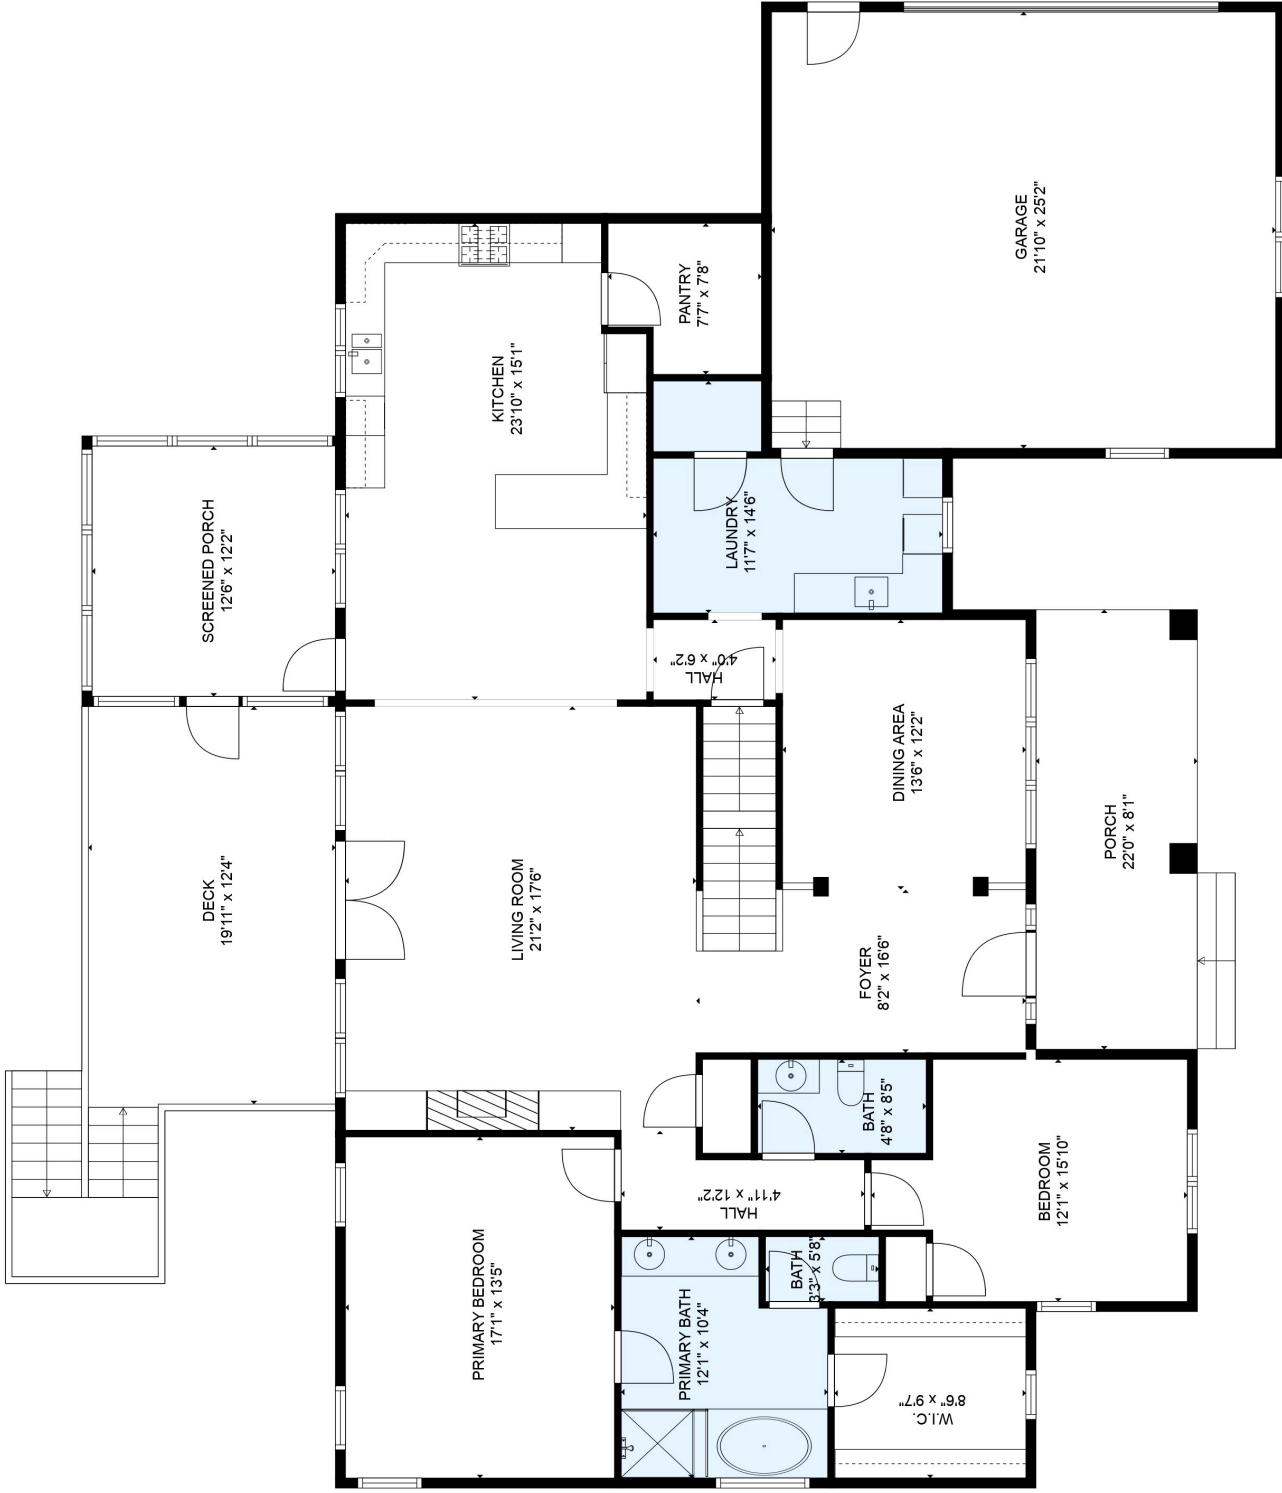 GARAGE
21'10" x 25'2"
PANTRY
7'7" x 7'8"
KITCHEN
23'10" x 15'1"
SCREENED PORCH
12'6" x 12'2"
LAUNDRY
11'7" x 14'6"
HALL
4'0" x 6'2"
DINING AREA
13'6" x 12'2"
PORCH
22'0" x 8'1"
DECK
19'11" x 12'4"
LIVING ROOM
21'2" x 17'6"
FOYER
8'2" x 16'6"
BATH
4'8" x 8'5"
BEDROOM
12'1" x 15'10"
HALL
4'11" x 12'2"
BATH
3'3" x 5'8"
PRIMARY BEDROOM
17'1" x 13'5"
PRIMARY BATH
12'1" x 10'4"
W.I.C.
8'6" x 9'7"